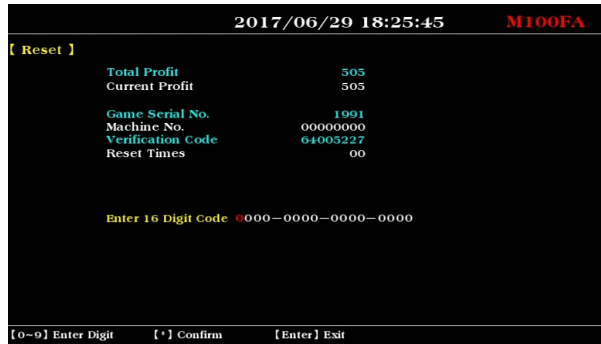 2017/06/29 18:25:45 M100FA
【 Reset 】
Total Profit 505
Current Profit 505
Game Serial No. 1991
Machine No. 00000000
Verification Code 64005227
Reset Times 00
Enter 16 Digit Code 0000-0000-0000-0000
【0~9】Enter Digit 【*】Confirm 【Enter】Exit